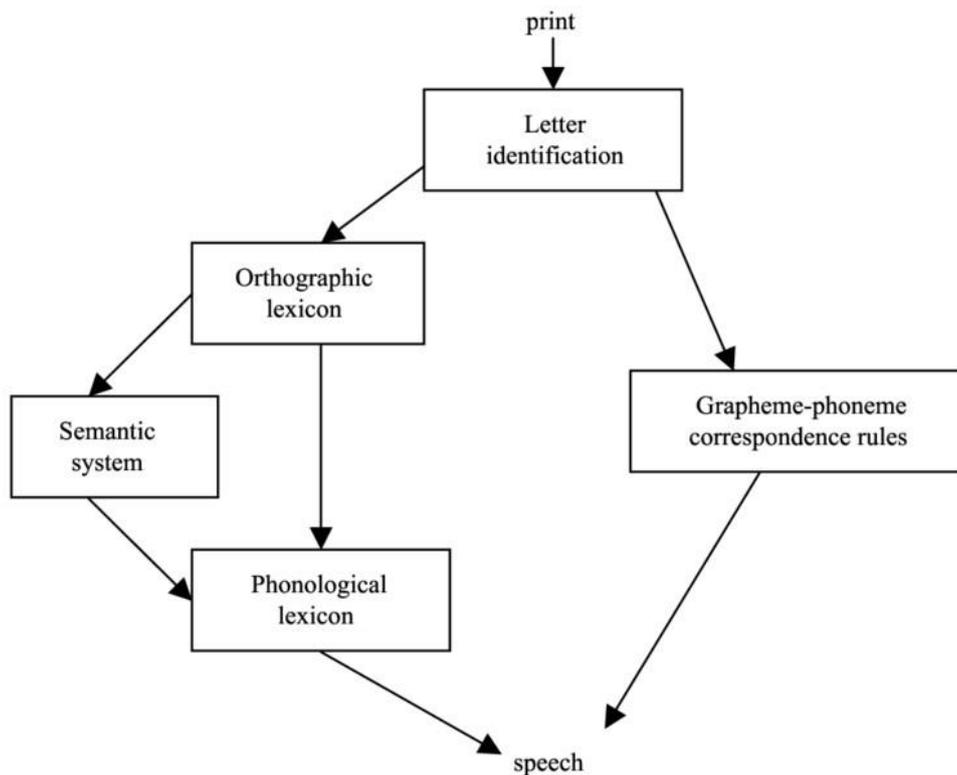 print
Letter
identification
Orthographic
lexicon
Semantic
system
Grapheme-phoneme
correspondence rules
Phonological
lexicon
speech